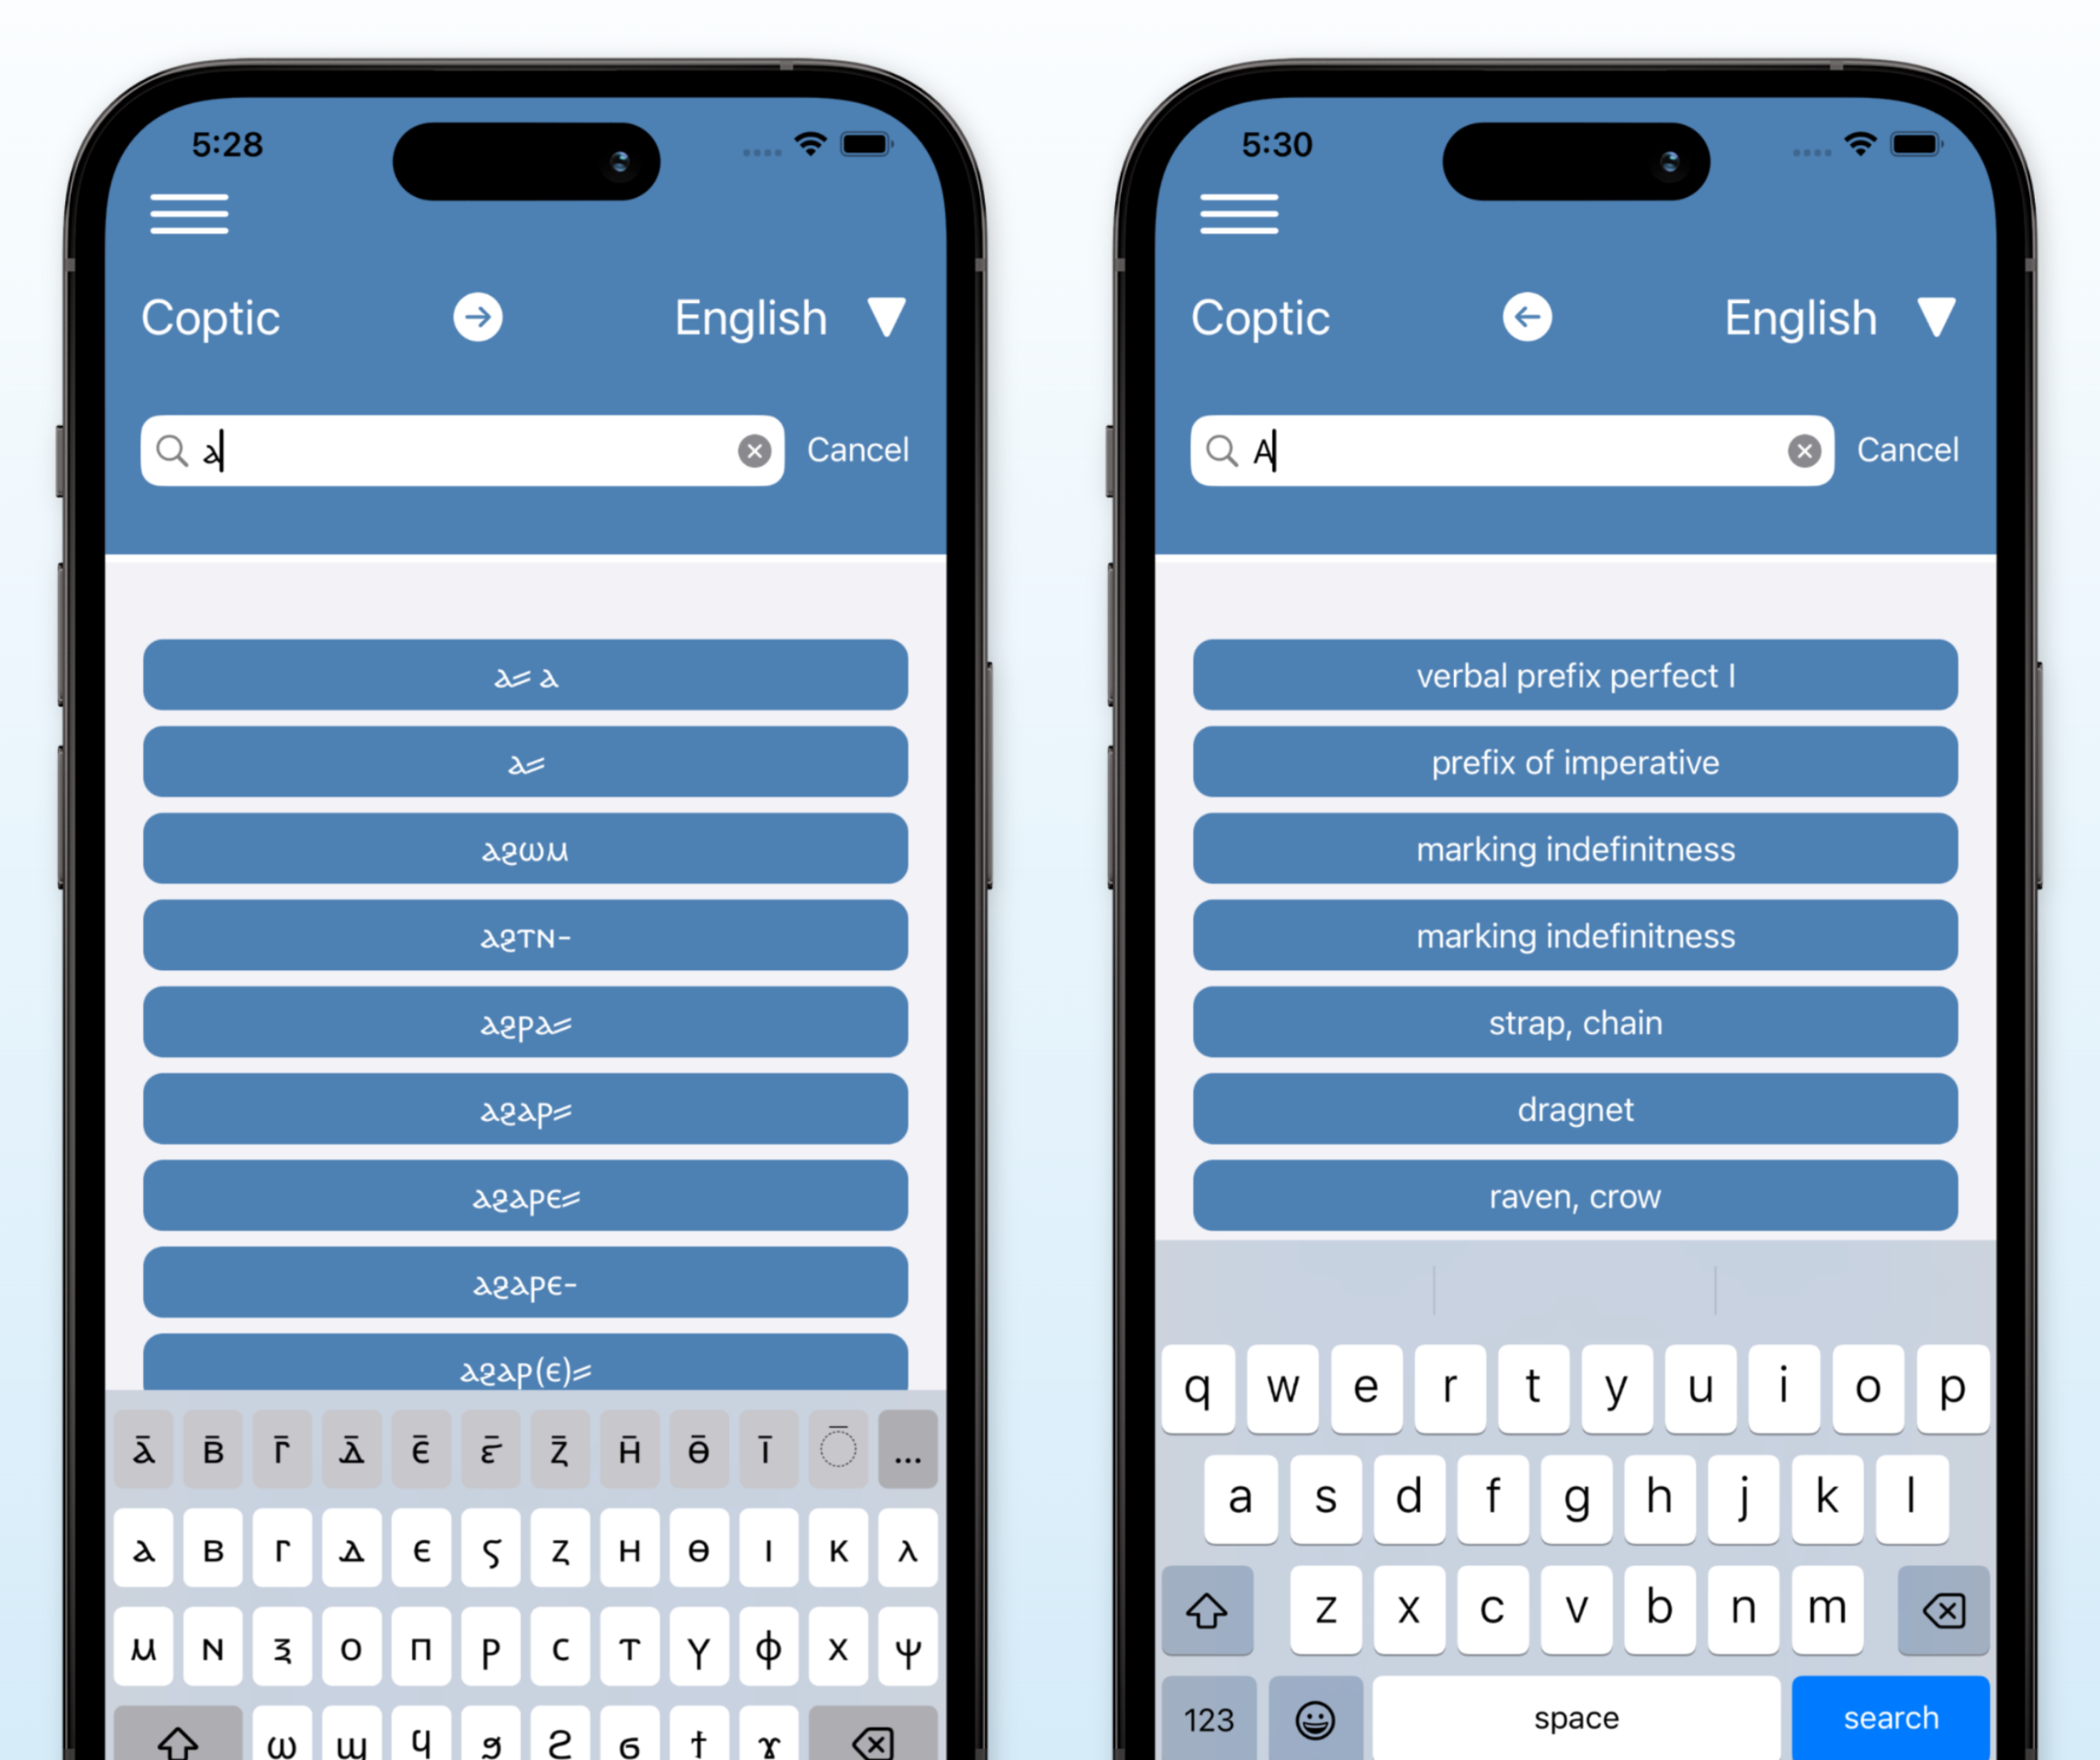 5:28
Coptic English
ⲁ
Cancel
ⲁ⸗ ⲁ
ⲁ⸗
ⲁϩⲱⲙ
ⲁϩⲧⲛ-
ⲁϩⲣⲁ⸗
ⲁϩⲁⲣ⸗
ⲁϩⲁⲣⲉ⸗
ⲁϩⲁⲣⲉ-
ⲁϩⲁⲣ(ⲉ)⸗
ⲁ̅ ⲃ̅ ⲅ̅ ⲇ̅ ⲉ̅ ⲋ̅ ⲍ̅ ⲏ̅ ⲑ̅ ⲓ̅ ◌̅ ...
ⲁ ⲃ ⲅ ⲇ ⲉ ⲋ ⲍ ⲏ ⲑ ⲓ ⲕ ⲗ
ⲙ ⲛ ⲝ ⲟ ⲡ ⲣ ⲥ ⲧ ⲩ ⲫ ⲭ ⲯ
ⲱ ϣ ϥ ϧ ϩ ϭ ϯ
5:30
Coptic English
A
Cancel
verbal prefix perfect I
prefix of imperative
marking indefinitness
marking indefinitness
strap, chain
dragnet
raven, crow
q w e r t y u i o p
a s d f g h j k l
z x c v b n m
123 space search